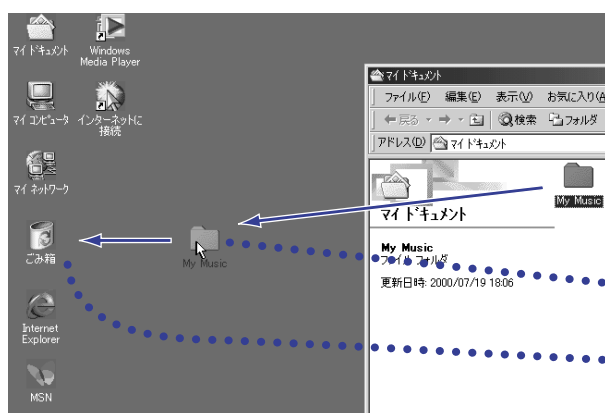 マイ ドキュメント
Windows
Media Player
マイ コンピュータ
インターネットに
接続
マイ ネットワーク
ごみ箱
Internet
Explorer
MSN
My Music
マイ ドキュメント
ファイル(F) 編集(E) 表示(V) お気に入り(A
戻る 検索 フォルダ
アドレス(D) マイ ドキュメント
マイ ドキュメント
My Music
My Music
ファイル フォルダ
更新日時: 2000/07/19 18:06